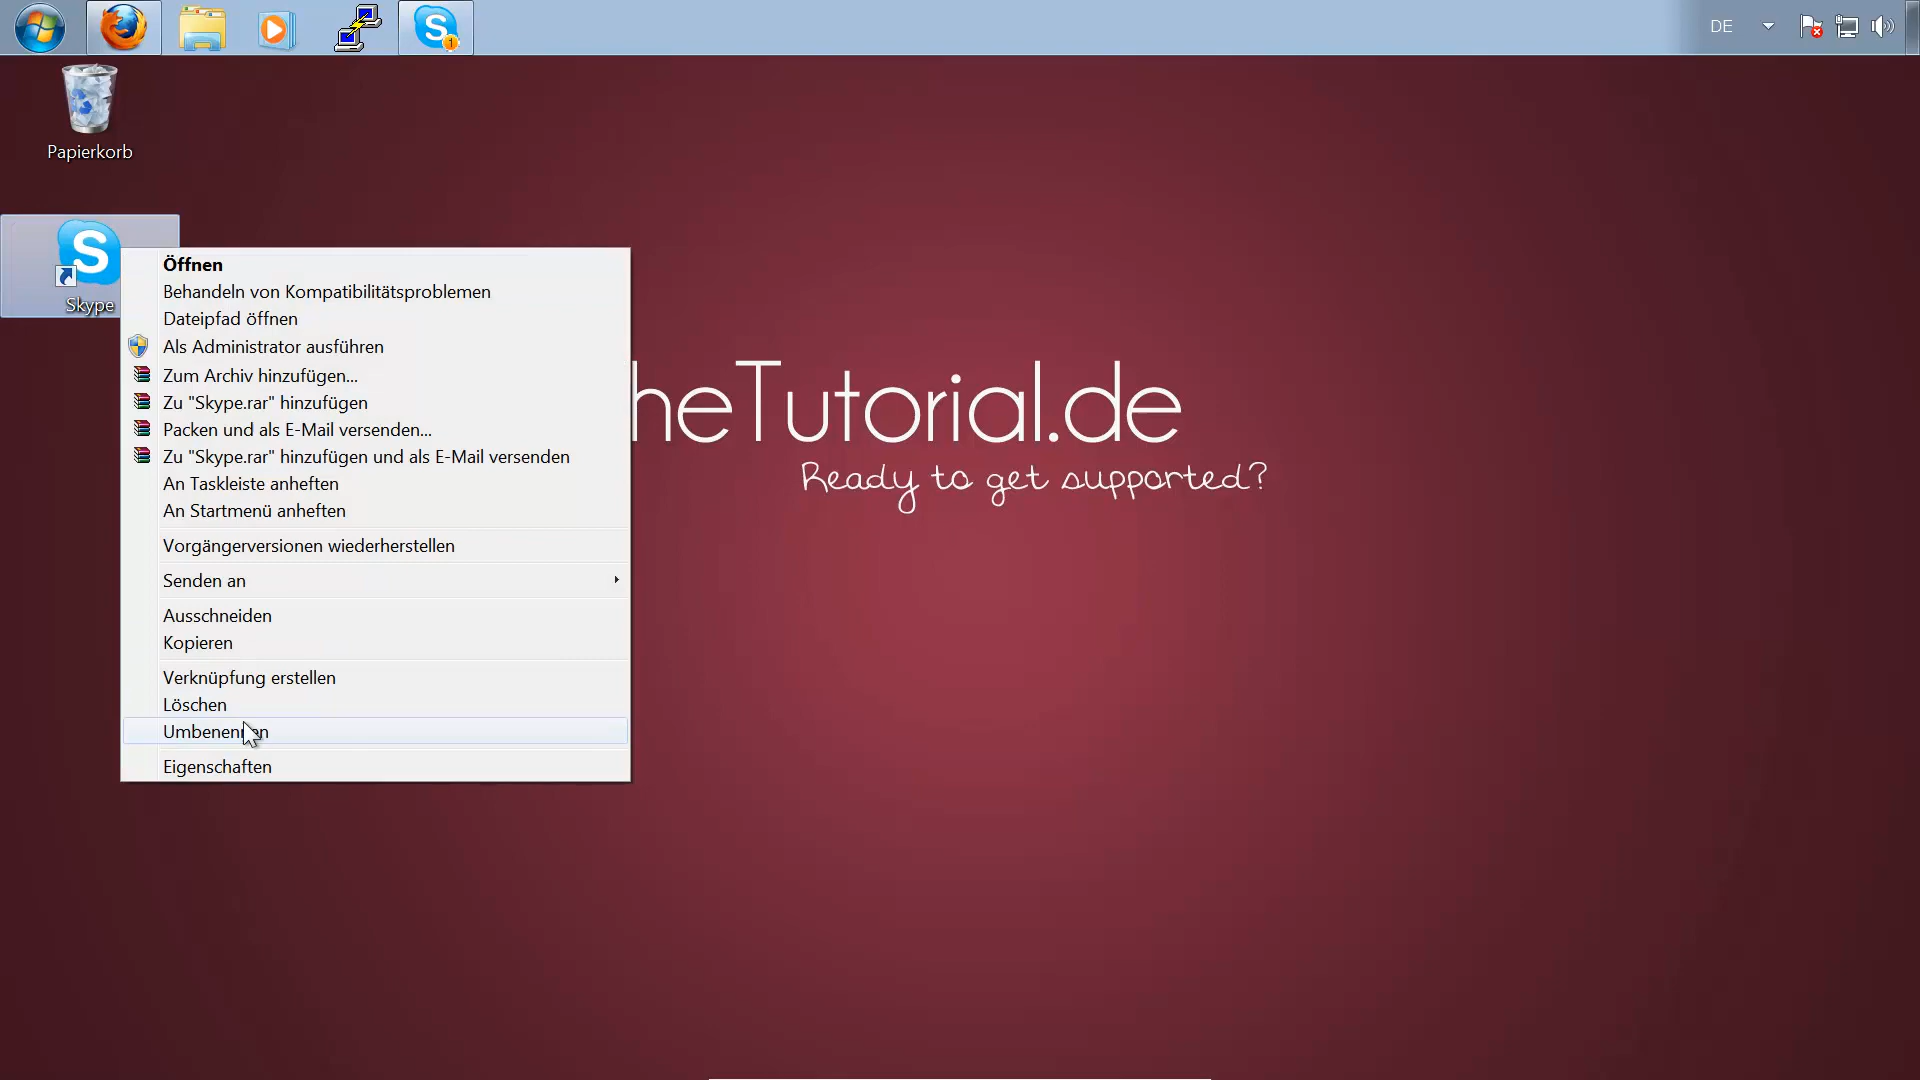 DE
Papierkorb
Skype
Öffnen
Behandeln von Kompatibilitätsproblemen
Dateipfad öffnen
Als Administrator ausführen
Zum Archiv hinzufügen...
Zu "Skype.rar" hinzufügen
Packen und als E-Mail versenden...
Zu "Skype.rar" hinzufügen und als E-Mail versenden
An Taskleiste anheften
An Startmenü anheften
Vorgängerversionen wiederherstellen
Senden an
Ausschneiden
Kopieren
Verknüpfung erstellen
Löschen
Umbenennen
Eigenschaften
heTutorial.de
Ready to get supported?